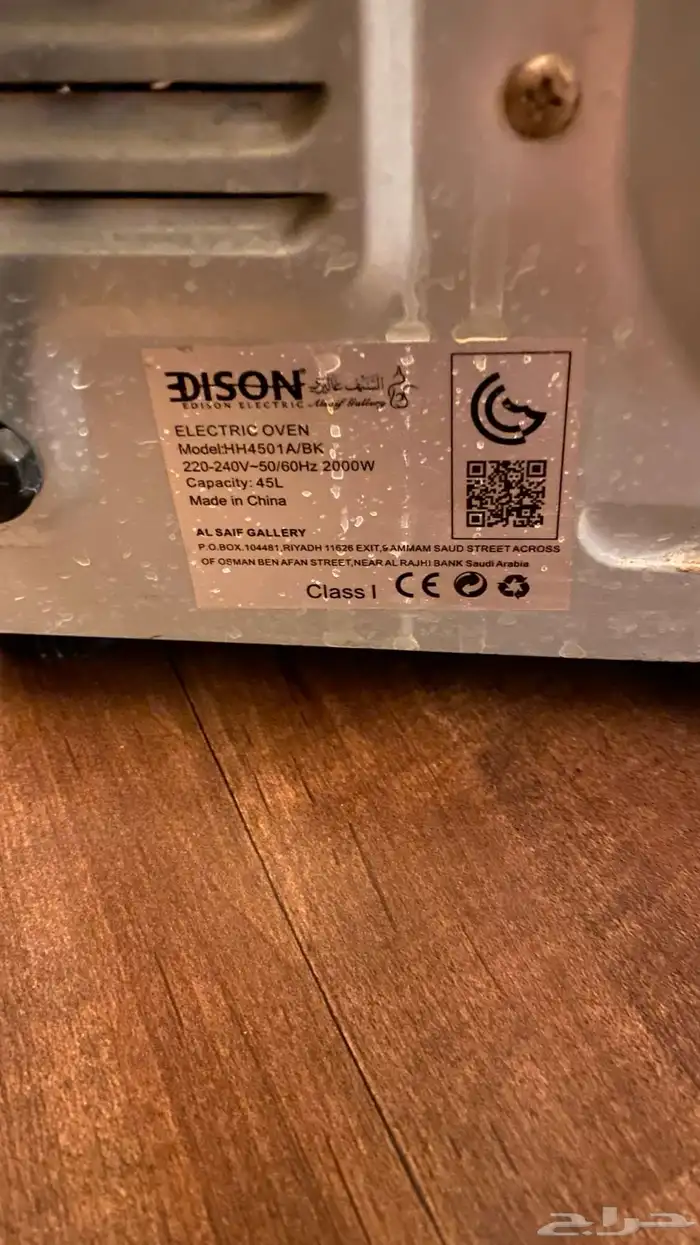 EDISON السيف غاليري
EDISON ELECTRIC Alsaif Gallery
ELECTRIC OVEN
Model:HH4501A/BK
220-240V~50/60Hz 2000W
Capacity: 45L
Made in China
AL SAIF GALLERY
P.O.BOX.104481,RIYADH 11626 EXIT,9AMMAM SAUD STREET ACROSS
OF OSMAN BEN AFAN STREET,NEAR AL RAJHI BANK Saudi Arabia
Class I CE
حراج